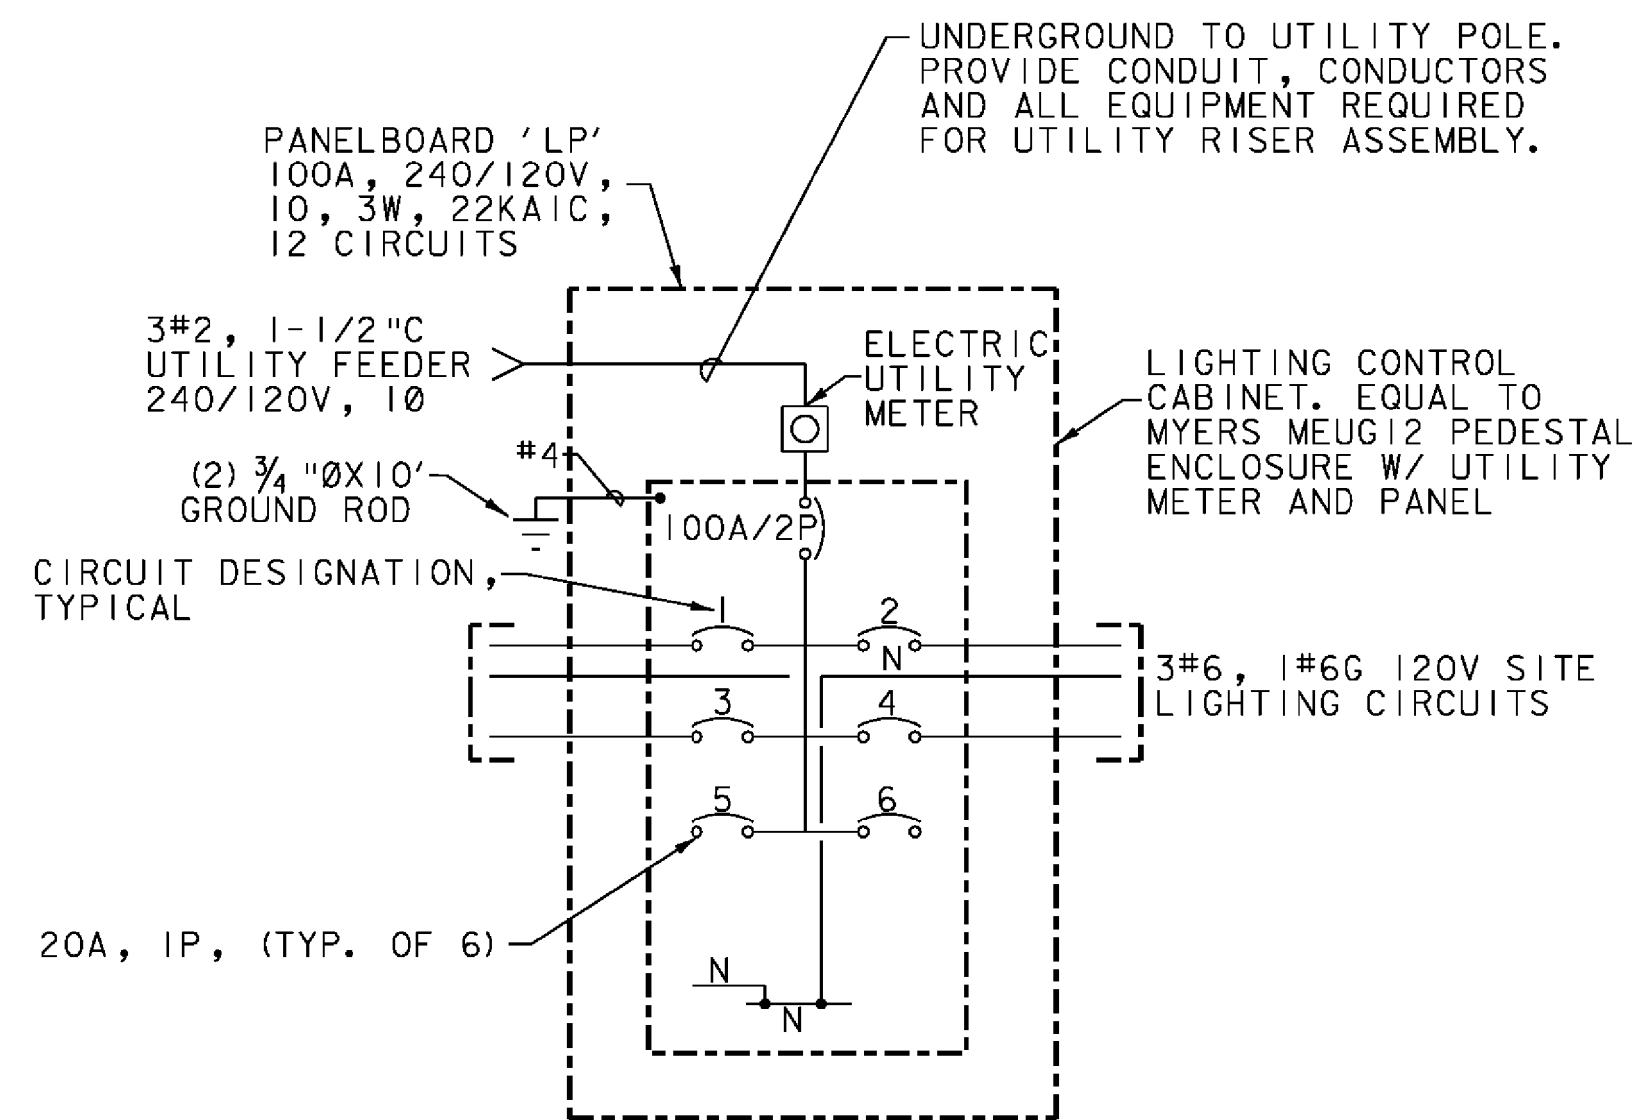 UNDERGROUND TO UTILITY POLE.
PROVIDE CONDUIT, CONDUCTORS
AND ALL EQUIPMENT REQUIRED
FOR UTILITY RISER ASSEMBLY.
PANELBOARD 'LP'
100A, 240/120V,
10, 3W, 22KAIC,
12 CIRCUITS
3#2, 1-1/2"C
UTILITY FEEDER
240/120V, 1Ø
ELECTRIC
UTILITY
METER
LIGHTING CONTROL
CABINET. EQUAL TO
MYERS MEUG12 PEDESTAL
ENCLOSURE W/ UTILITY
METER AND PANEL
#4
(2) ¾"ØX10'
GROUND ROD
100A/2P
CIRCUIT DESIGNATION,
TYPICAL
1
2
N
3#6, 1#6G 120V SITE
LIGHTING CIRCUITS
3
4
5
6
20A, 1P, (TYP. OF 6)
N
N